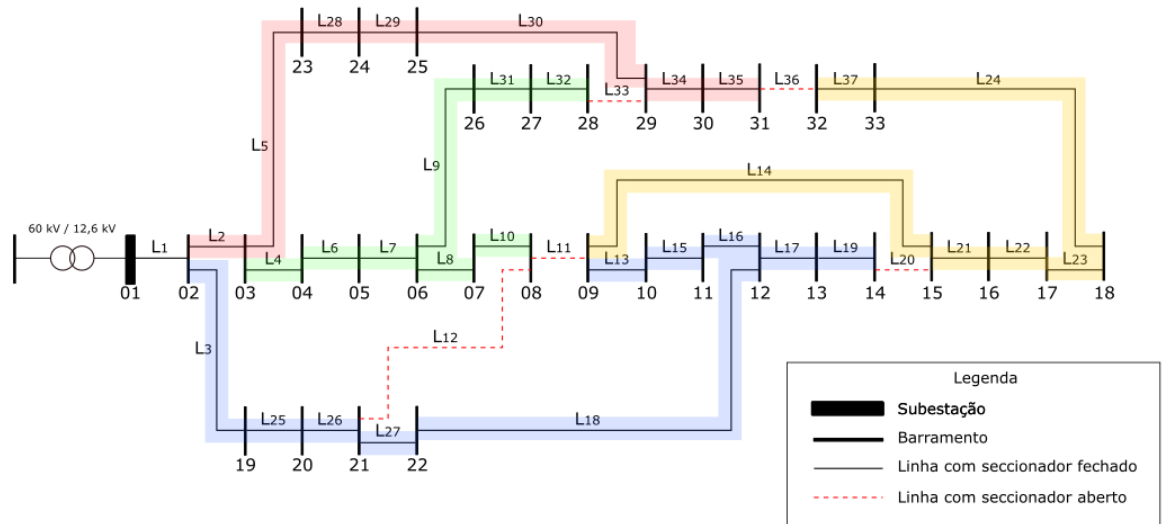 L28 L29 L30
23 24 25
L31 L32 L33 L34 L35 L36 L37 L24
26 27 28 29 30 31 32 33
L5 L9 L14
60 kV / 12,6 kV
L1 L2 L4 L6 L7 L8 L10 L11 L13 L15 L16 L17 L19 L20 L21 L22 L23
01 02 03 04 05 06 07 08 09 10 11 12 13 14 15 16 17 18
L3 L12
L25 L26 L27 L18
19 20 21 22
Legenda
Subestação
Barramento
Linha com seccionador fechado
Linha com seccionador aberto